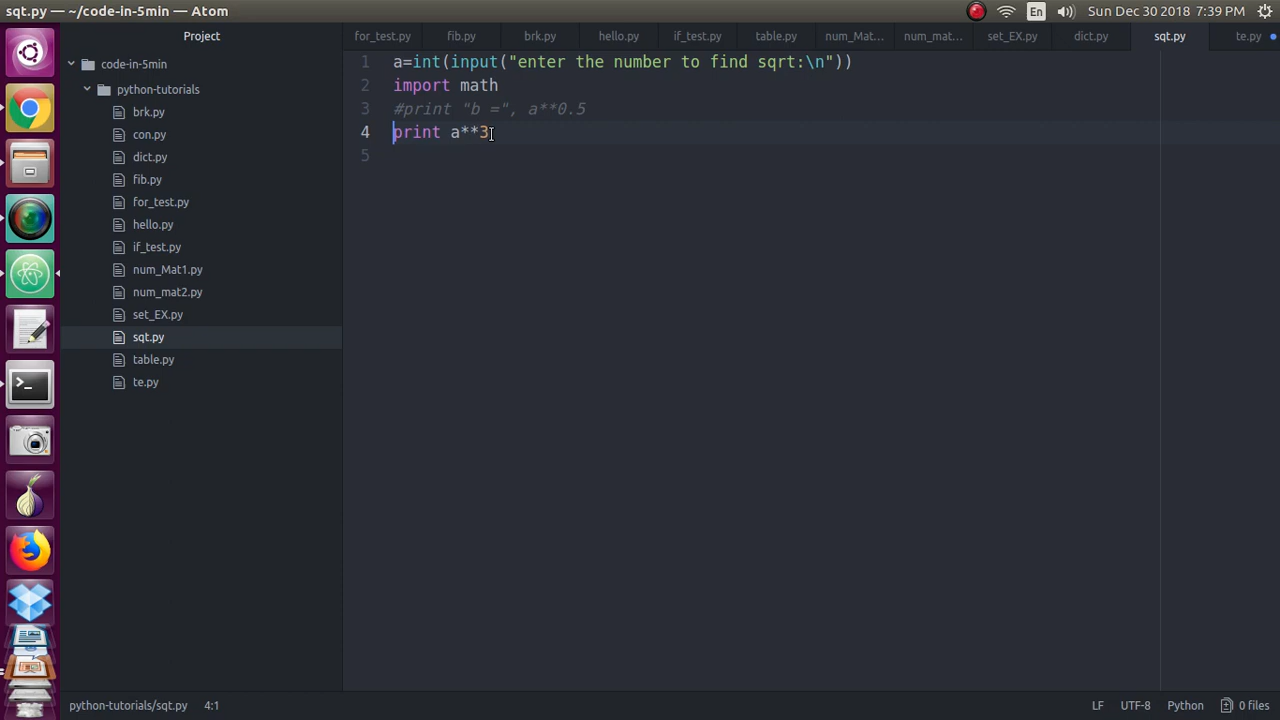 sqt.py — ~/code-in-5min — Atom
En
Sun Dec 30 2018 7:39 PM
Project
for_test.py
fib.py
brk.py
hello.py
if_test.py
table.py
num_Mat...
num_mat...
set_EX.py
dict.py
sqt.py
te.py
code-in-5min
python-tutorials
brk.py
con.py
dict.py
fib.py
for_test.py
hello.py
if_test.py
num_Mat1.py
num_mat2.py
set_EX.py
sqt.py
table.py
te.py
1 a=int(input("enter the number to find sqrt:\n"))
2 import math
3 #print "b =", a**0.5
4 print a**3
5
python-tutorials/sqt.py 4:1
LF
UTF-8
Python
0 files